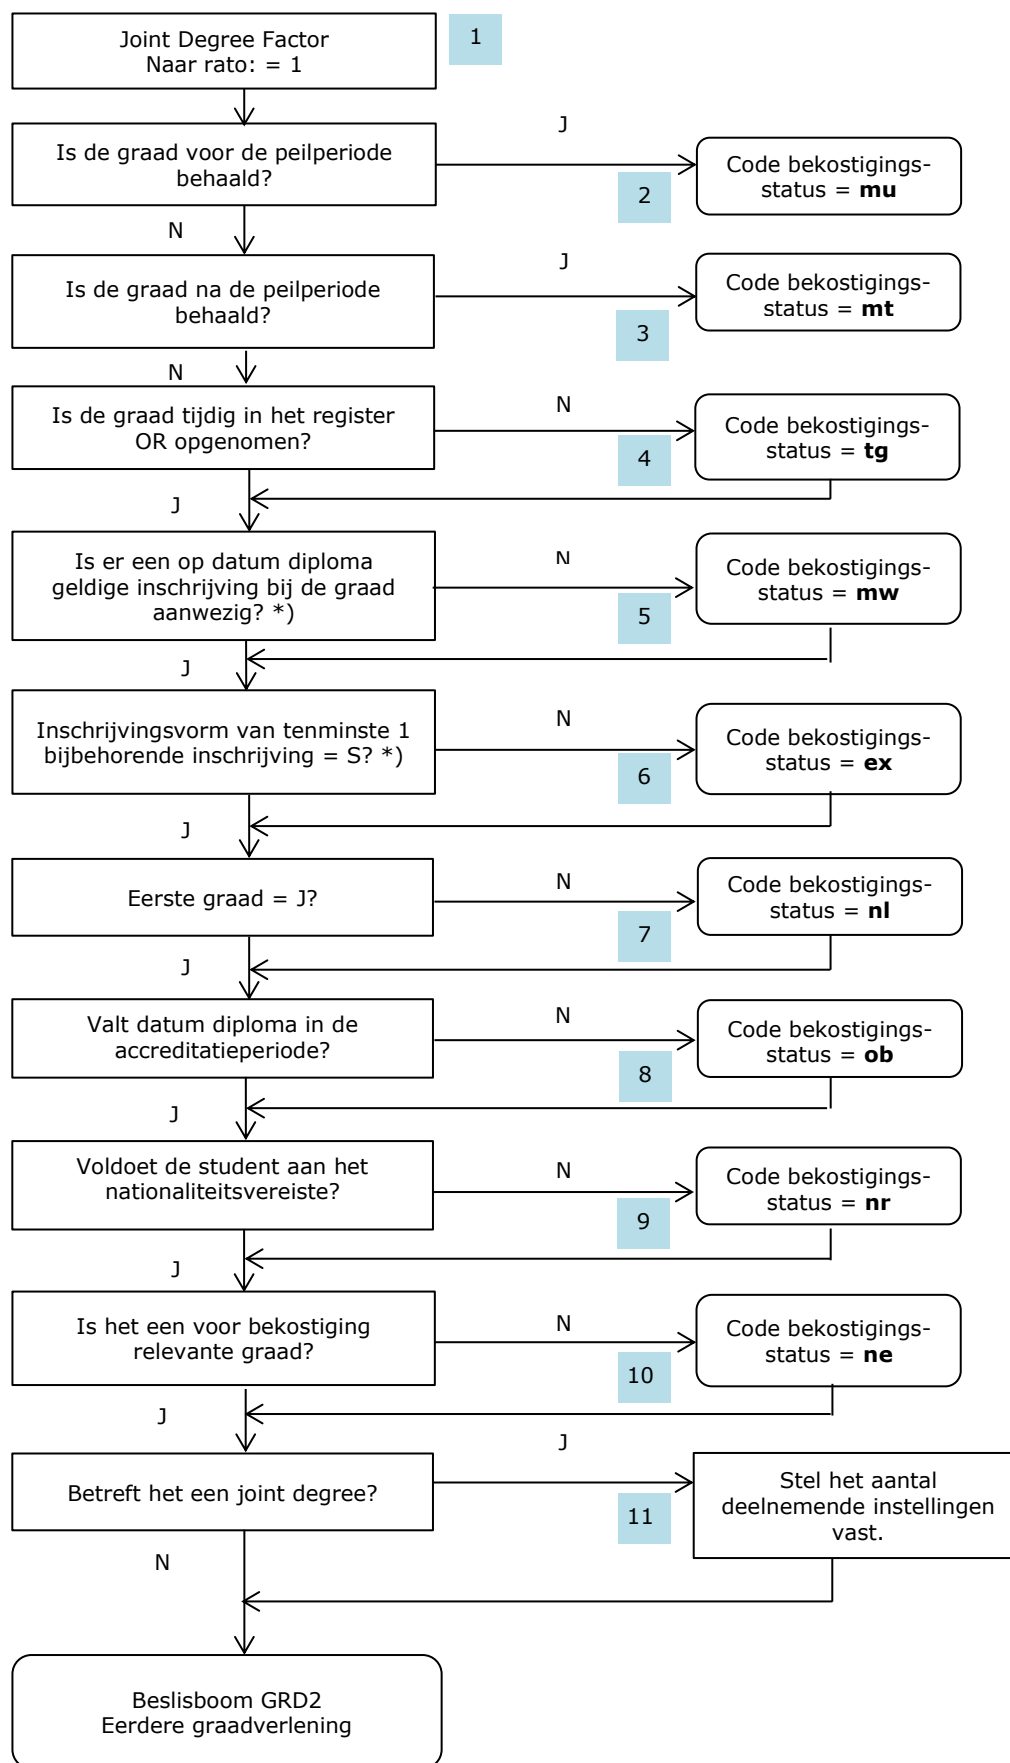 Joint Degree Factor
Naar rato: = 1
1
Is de graad voor de peilperiode
behaald?
J
2
Code bekostigings-
status = mu
N
Is de graad na de peilperiode
behaald?
J
3
Code bekostigings-
status = mt
N
Is de graad tijdig in het register
OR opgenomen?
N
4
Code bekostigings-
status = tg
J
Is er een op datum diploma
geldige inschrijving bij de graad
aanwezig? *)
N
5
Code bekostigings-
status = mw
J
Inschrijvingsvorm van tenminste 1
bijbehorende inschrijving = S? *)
N
6
Code bekostigings-
status = ex
J
Eerste graad = J?
N
7
Code bekostigings-
status = nl
J
Valt datum diploma in de
accreditatieperiode?
N
8
Code bekostigings-
status = ob
J
Voldoet de student aan het
nationaliteitsvereiste?
N
9
Code bekostigings-
status = nr
J
Is het een voor bekostiging
relevante graad?
N
10
Code bekostigings-
status = ne
J
Betreft het een joint degree?
J
11
Stel het aantal
deelnemende instellingen
vast.
N
Beslisboom GRD2
Eerdere graadverlening